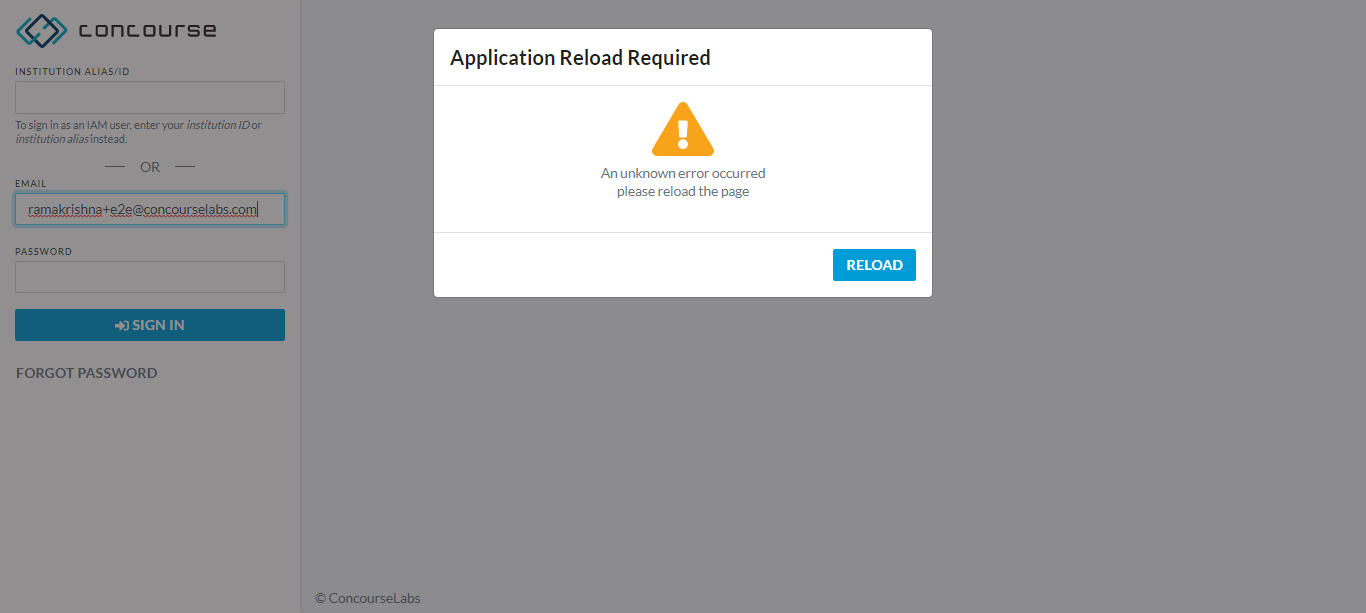 concourse
INSTITUTION ALIAS/ID
To sign in as an IAM user, enter your institution ID or
institution alias instead.
OR
EMAIL
ramakrishna+e2e@concourselabs.com
PASSWORD
SIGN IN
FORGOT PASSWORD
Application Reload Required
An unknown error occurred
please reload the page
RELOAD
© ConcourseLabs